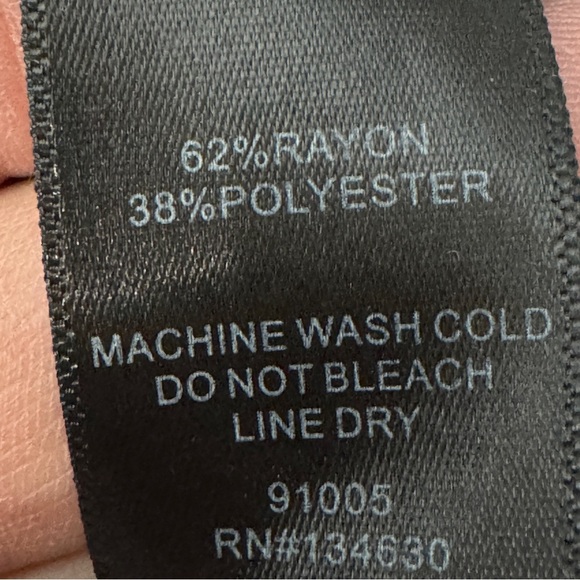 62%RAYON
38%POLYESTER
MACHINE WASH COLD
DO NOT BLEACH
LINE DRY
91005
RN#134630